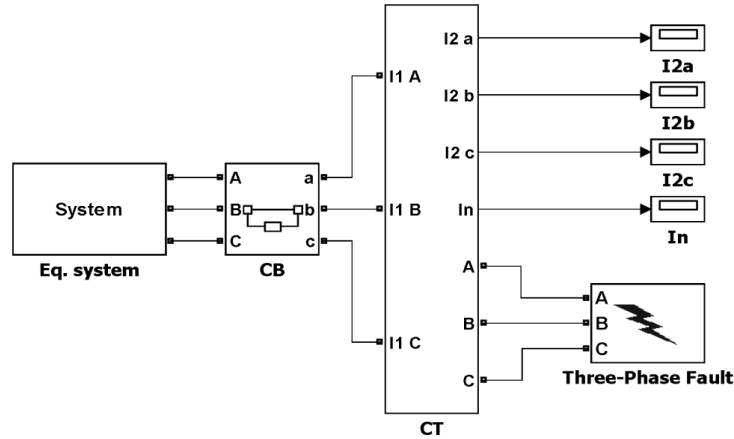 System
Eq. system
A
B
C
a
b
c
CB
I1 A
I1 B
I1 C
I2 a
I2 b
I2 c
In
A
B
C
CT
I2a
I2b
I2c
In
A
B
C
Three-Phase Fault